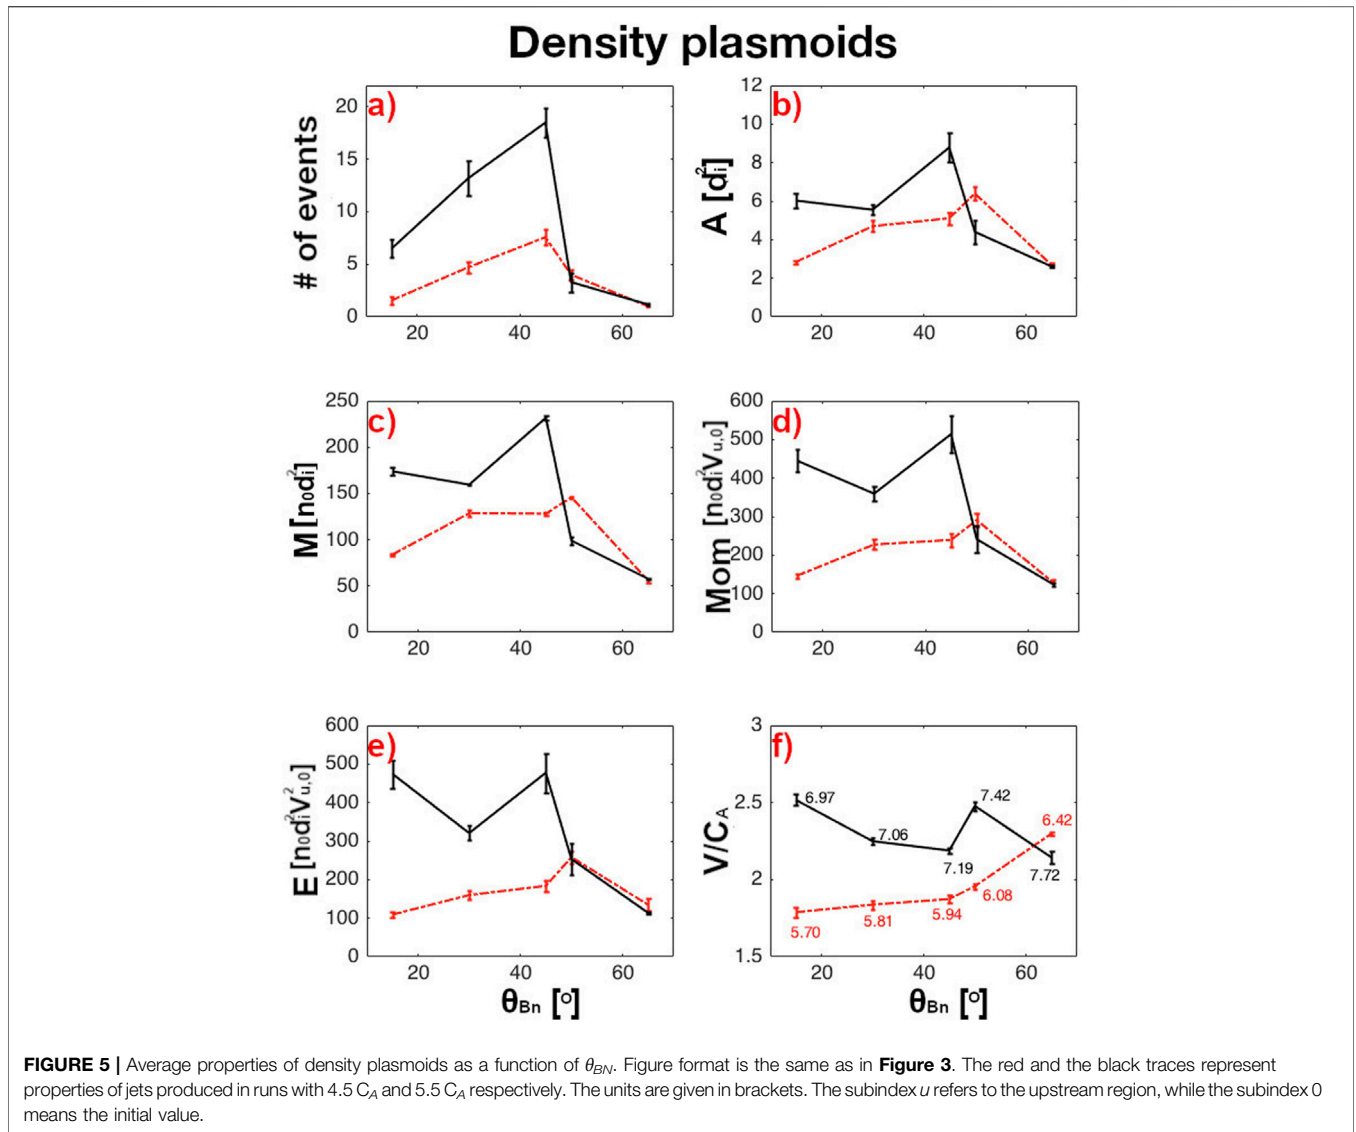 Density plasmoids
a)
# of events
20
15
10
5
0
20 40 60
b)
A [d²i]
12
10
8
6
4
2
0
20 40 60
c)
M [n₀d²i]
250
200
150
100
50
0
20 40 60
d)
Mom [n₀d²iVu,0]
600
500
400
300
200
100
0
20 40 60
e)
E [n₀d²iV²u,0]
600
500
400
300
200
100
0
20 40 60
θBn [º]
f)
V/CA
3
2.5
2
1.5
6.97
7.06
7.19
7.42
7.72
5.70
5.81
5.94
6.08
6.42
20 40 60
θBn [º]
FIGURE 5 | Average properties of density plasmoids as a function of θBN. Figure format is the same as in Figure 3. The red and the black traces represent
properties of jets produced in runs with 4.5 CA and 5.5 CA respectively. The units are given in brackets. The subindex u refers to the upstream region, while the subindex 0
means the initial value.